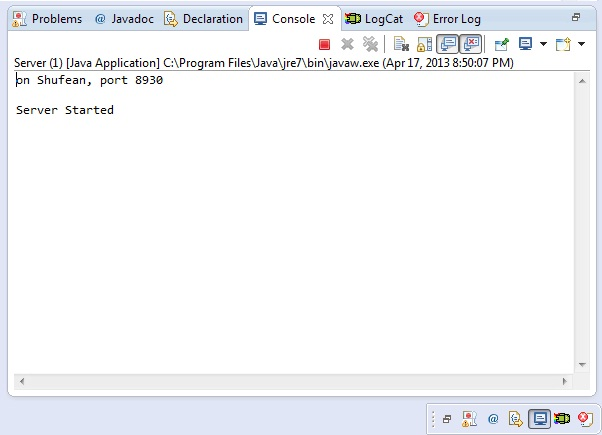 Problems @ Javadoc Declaration Console LogCat Error Log
Server (1) [Java Application] C:\Program Files\Java\jre7\bin\javaw.exe (Apr 17, 2013 8:50:07 PM)
on Shufean, port 8930
Server Started